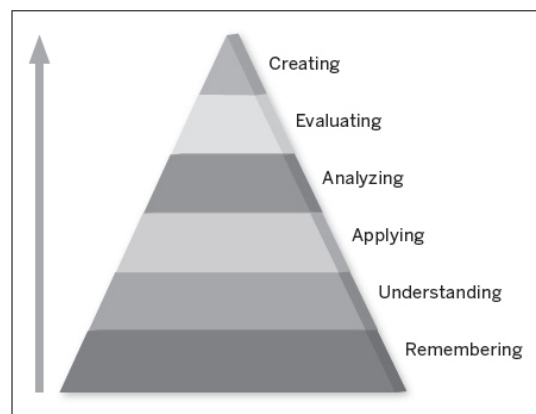 Creating
Evaluating
Analyzing
Applying
Understanding
Remembering